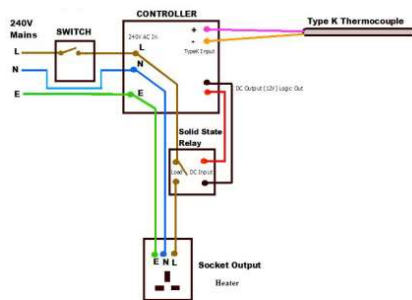 CONTROLLER
240V
Mains
SWITCH
Type K Thermocouple
L
N
E
240V AC In
L
N
E
+
-
TypeK Input
DC Output (12V) Logic Out
Solid State
Relay
Load
DC Input
E N L
Socket Output
Heater